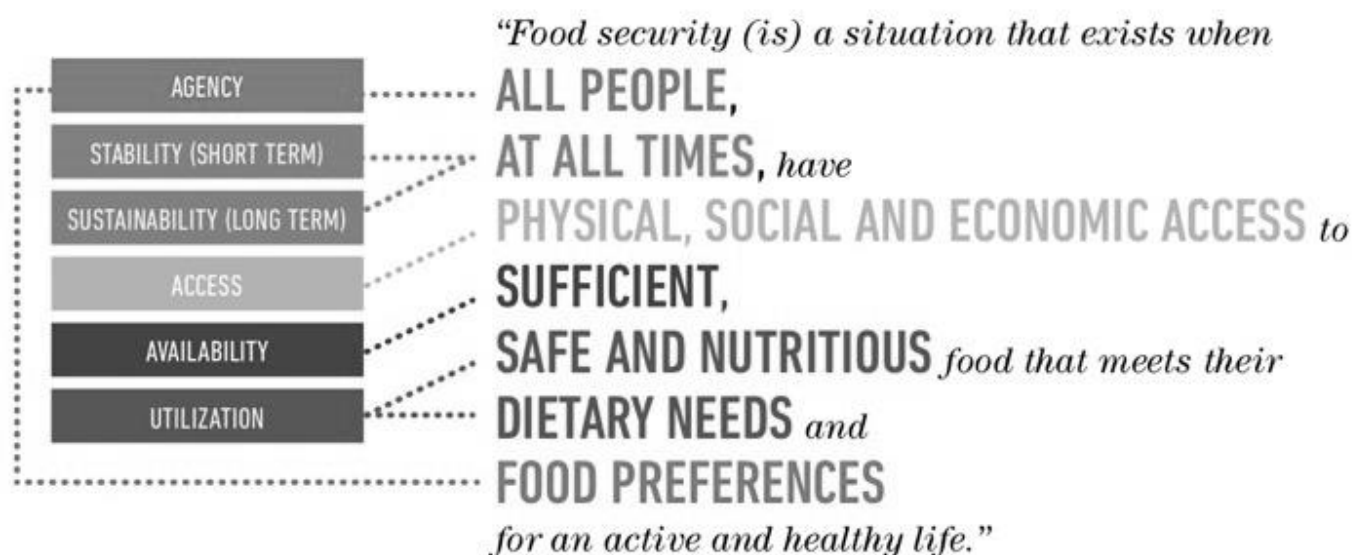 “Food security (is) a situation that exists when
AGENCY
ALL PEOPLE,
STABILITY (SHORT TERM)
AT ALL TIMES, have
SUSTAINABILITY (LONG TERM)
PHYSICAL, SOCIAL AND ECONOMIC ACCESS to
ACCESS
SUFFICIENT,
AVAILABILITY
SAFE AND NUTRITIOUS food that meets their
UTILIZATION
DIETARY NEEDS and
FOOD PREFERENCES
for an active and healthy life.”